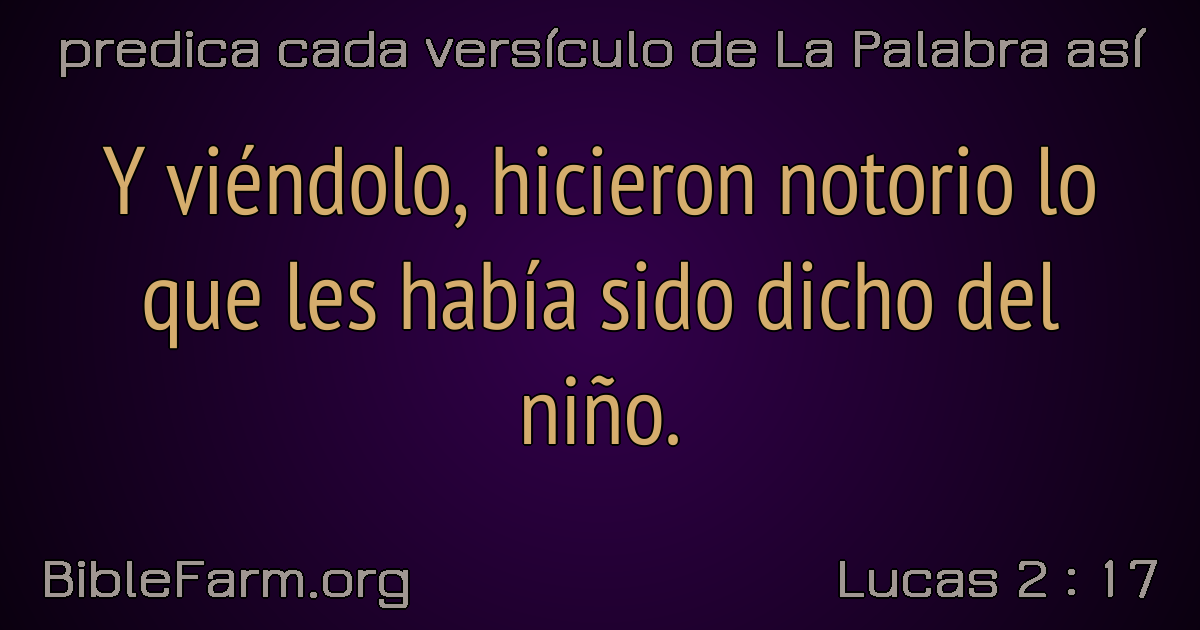 predica cada versículo de La Palabra así
Y viéndolo, hicieron notorio lo
que les había sido dicho del
niño.
BibleFarm.org
Lucas 2 : 17